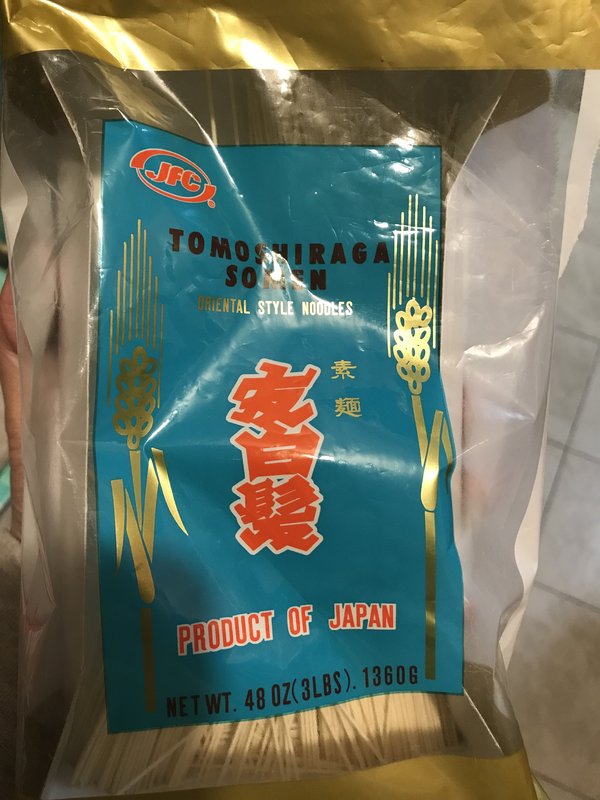 JFC®
TOMOSHIRAGA
SOMEN
ORIENTAL STYLE NOODLES
素麺
友白髪
PRODUCT OF JAPAN
NET WT. 48 OZ(3LBS). 1360G